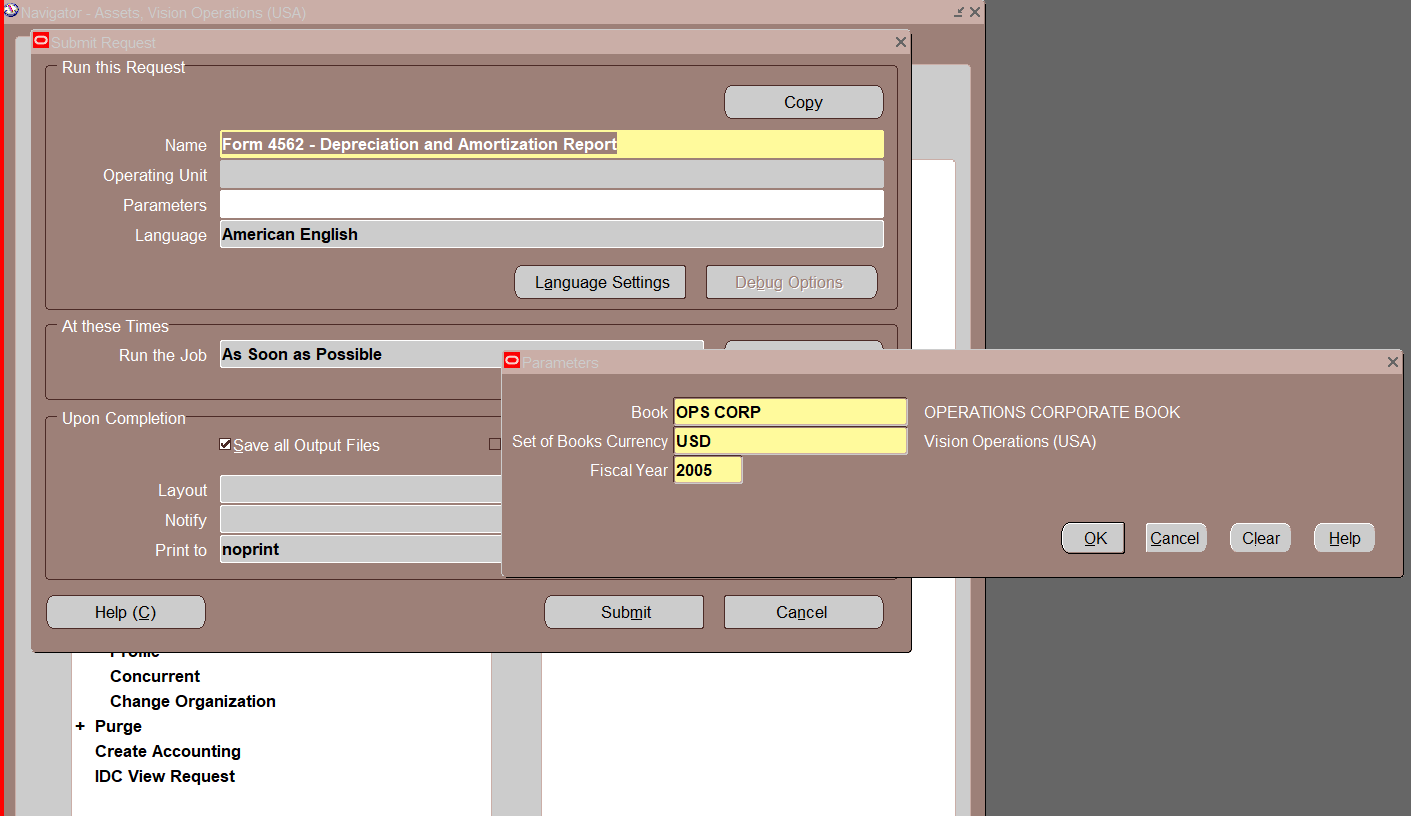 Navigator - Assets, Vision Operations (USA)
Submit Request
Run this Request
Copy
Name Form 4562 - Depreciation and Amortization Report
Operating Unit
Parameters
Language American English
Language Settings Debug Options
At these Times
Run the Job As Soon as Possible
Upon Completion
Save all Output Files
Layout
Notify
Print to noprint
Help (C) Submit Cancel
Parameters
Book OPS CORP OPERATIONS CORPORATE BOOK
Set of Books Currency USD Vision Operations (USA)
Fiscal Year 2005
OK Cancel Clear Help
Profile
Concurrent
Change Organization
+ Purge
Create Accounting
IDC View Request